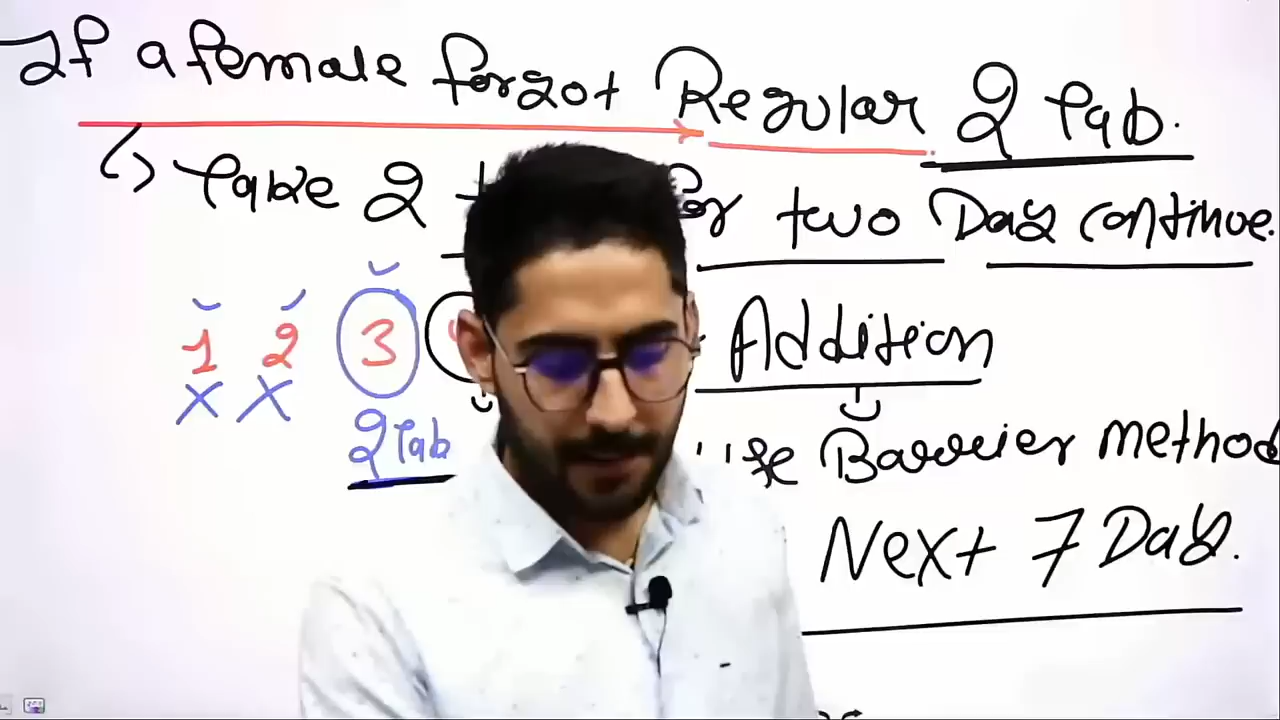 If a female forgot Regular 2 Tab.
Take 2 for two Day continue.
Addition
1 2 3
2 Tab
use Barrier method
Next 7 Day.